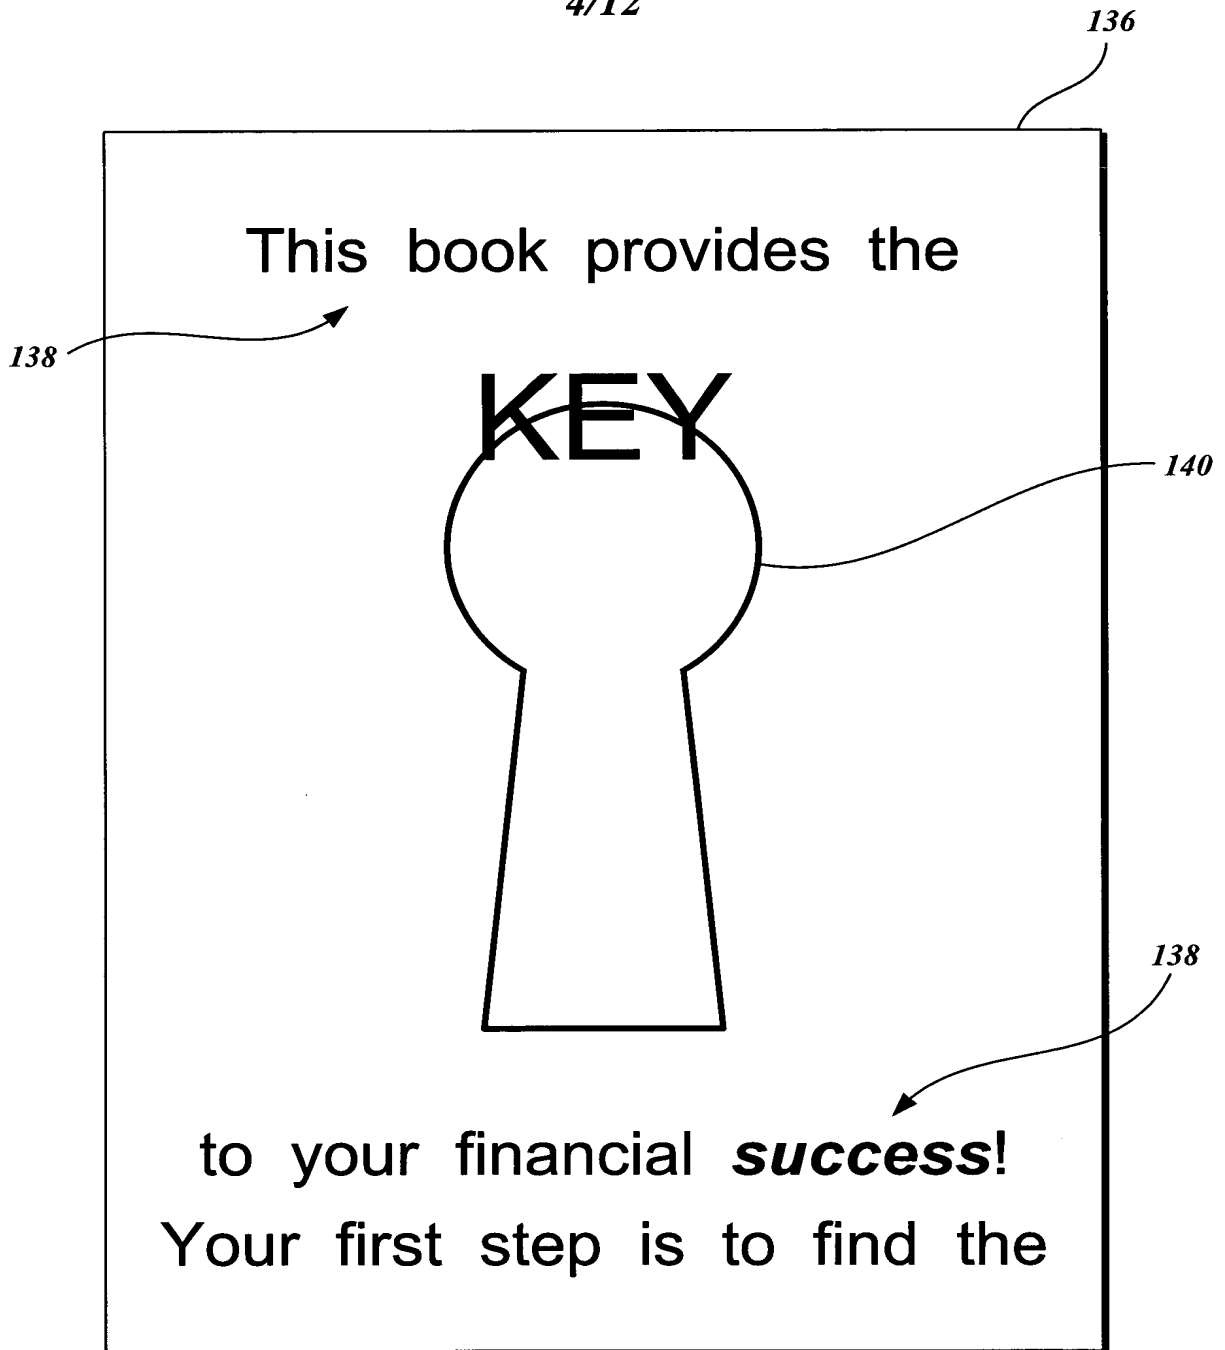 4/12
136
This book provides the
138
KEY
140
138
to your financial success!
Your first step is to find the